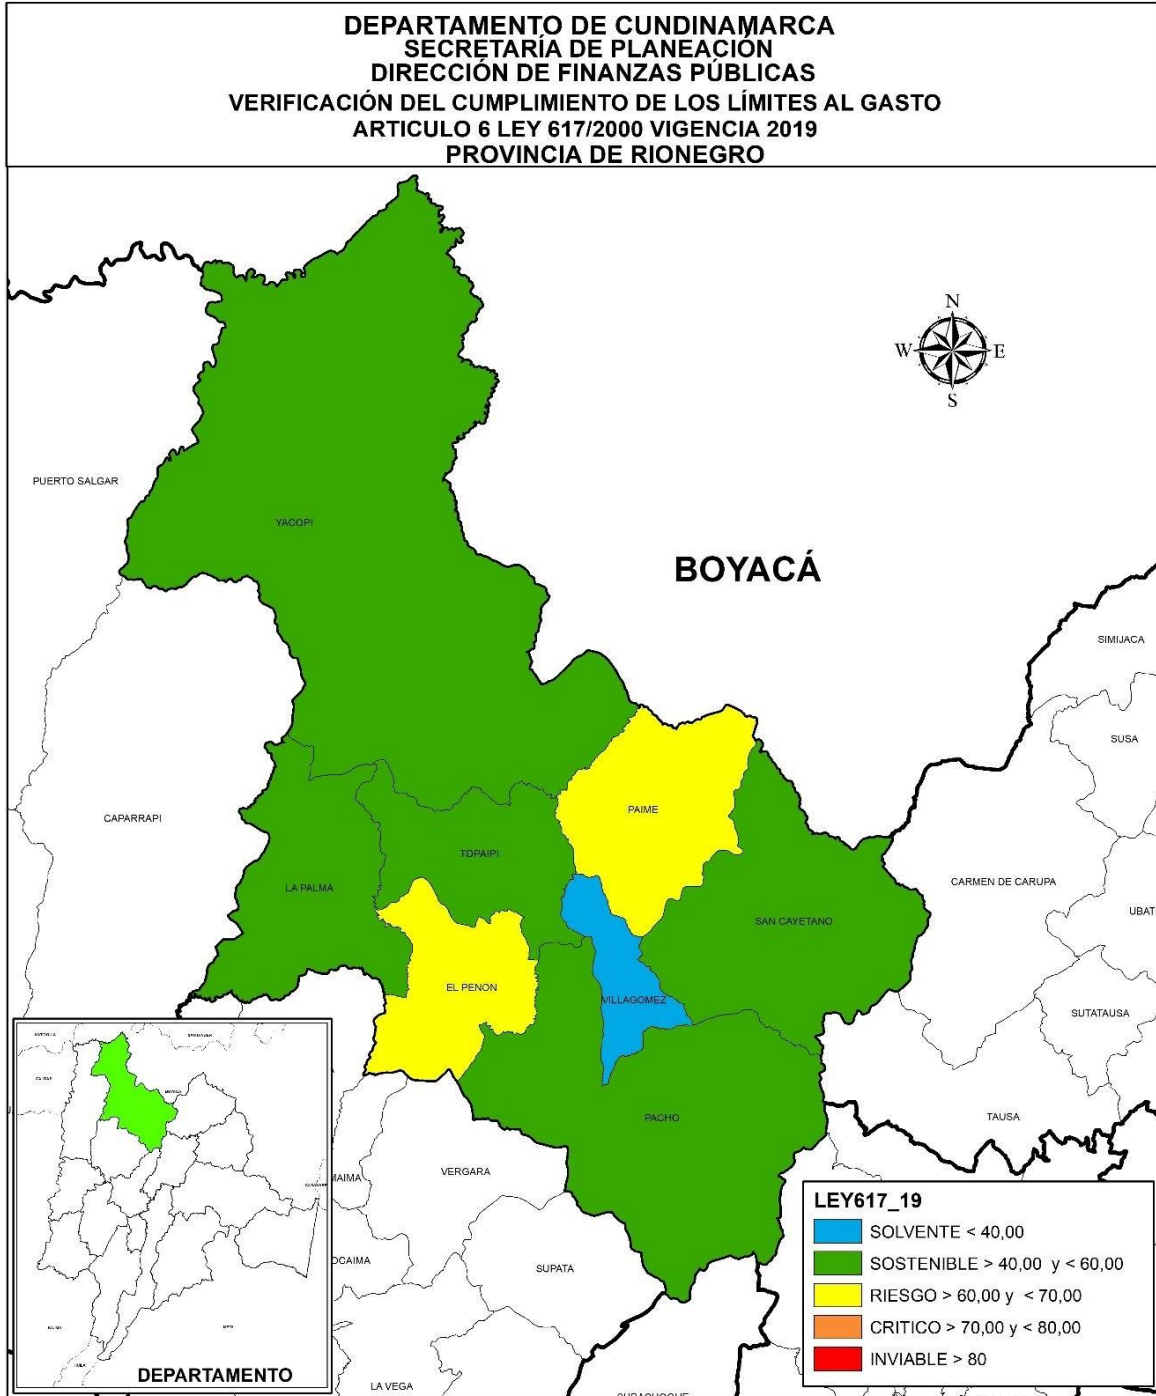 DEPARTAMENTO DE CUNDINAMARCA
SECRETARÍA DE PLANEACIÓN
DIRECCIÓN DE FINANZAS PÚBLICAS
VERIFICACIÓN DEL CUMPLIMIENTO DE LOS LÍMITES AL GASTO
ARTICULO 6 LEY 617/2000 VIGENCIA 2019
PROVINCIA DE RIONEGRO
N
W
E
S
PUERTO SALGAR
YACOPI
BOYACÁ
SIMIJACA
SUSA
CAPARRAPI
PAIME
TOPAIPI
LA PALMA
CARMEN DE CARUPA
UBAT
SAN CAYETANO
EL PENON
VILLAGOMEZ
SUTATAUSA
PACHO
TAUSA
VERGARA
MAIMA
OCAIMA
SUPATA
LA VEGA
DEPARTAMENTO
LEY617_19
SOLVENTE < 40,00
SOSTENIBLE > 40,00 y < 60,00
RIESGO > 60,00 y < 70,00
CRITICO > 70,00 y < 80,00
INVIABLE > 80